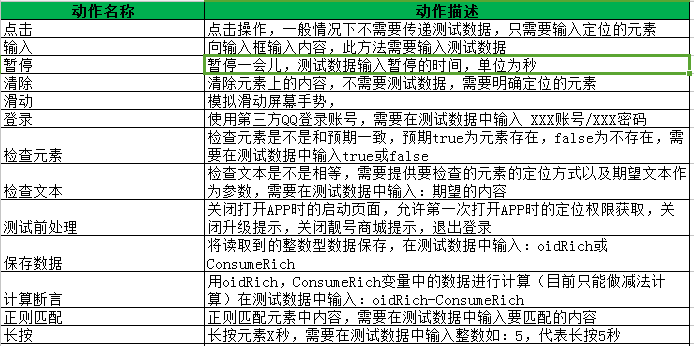 动作名称 动作描述
点击 点击操作，一般情况下不需要传递测试数据，只需要输入定位的元素
输入 向输入框输入内容，此方法需要输入测试数据
暂停 暂停一会儿，测试数据输入暂停的时间，单位为秒
清除 清除元素上的内容，不需要测试数据，需要明确定位的元素
滑动 模拟滑动屏幕手势，
登录 使用第三方QQ登录账号，需要在测试数据中输入 XXX账号/XXX密码
检查元素是不是和预期一致，预期true为元素存在，false为不存在，需
检查元素 要在测试数据中输入true或false
检查文本是不是相等，需要提供要检查的元素的定位方式以及期望文本作
检查文本 为参数，需要在测试数据中输入：期望的内容
关闭打开APP时的启动页面，允许第一次打开APP时的定位权限获取，关
测试前处理 闭升级提示，关闭靓号商城提示，退出登录
将读取到的整数型数据保存，在测试数据中输入：oidRich或
保存数据 ConsumeRich
用oidRich，ConsumeRich变量中的数据进行计算（目前只能做减法计
计算断言 算）在测试数据中输入：oidRich-ConsumeRich
正则匹配 正则匹配元素中内容，需要在测试数据中输入要匹配的内容
长按 长按元素X秒，需要在测试数据中输入整数如：5，代表长按5秒